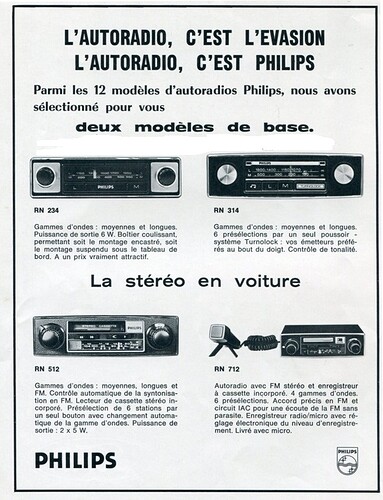 L'AUTORADIO, C'EST L'EVASION
L'AUTORADIO, C'EST PHILIPS
Parmi les 12 modèles d'autoradios Philips, nous avons
sélectionné pour vous
deux modèles de base.
PHILIPS
L M
PHILIPS
L M
RN 234
Gammes d'ondes : moyennes et longues.
Puissance de sortie 6 W. Boîtier coulissant,
permettant soit le montage encastré, soit
le montage suspendu sous le tableau de
bord. A un prix vraiment attractif.
RN 314
Gammes d'ondes : moyennes et longues.
6 présélections par un seul poussoir -
système Turnolock : vos émetteurs préfé-
rés au bout du doigt. Contrôle de tonalité.
La stéréo en voiture
STEREO CASSETTE
PHILIPS
RN 512
Gammes d'ondes : moyennes, longues et
FM. Contrôle automatique de la syntonisa-
tion en FM. Lecteur de cassette stéréo in-
corporé. Présélection de 6 stations par
un seul bouton avec changement automati-
que de la gamme d'ondes. Puissance de
sortie : 2 x 5 W.
RN 712
Autoradio avec FM stéréo et enregistreur
à cassette incorporé. 4 gammes d'ondes.
6 présélections. Accord précis en FM et
circuit IAC pour une écoute de la FM sans
parasite. Enregistreur radio/micro avec ré-
glage électronique du niveau d'enregistre-
ment. Livré avec micro.
PHILIPS
PHILIPS